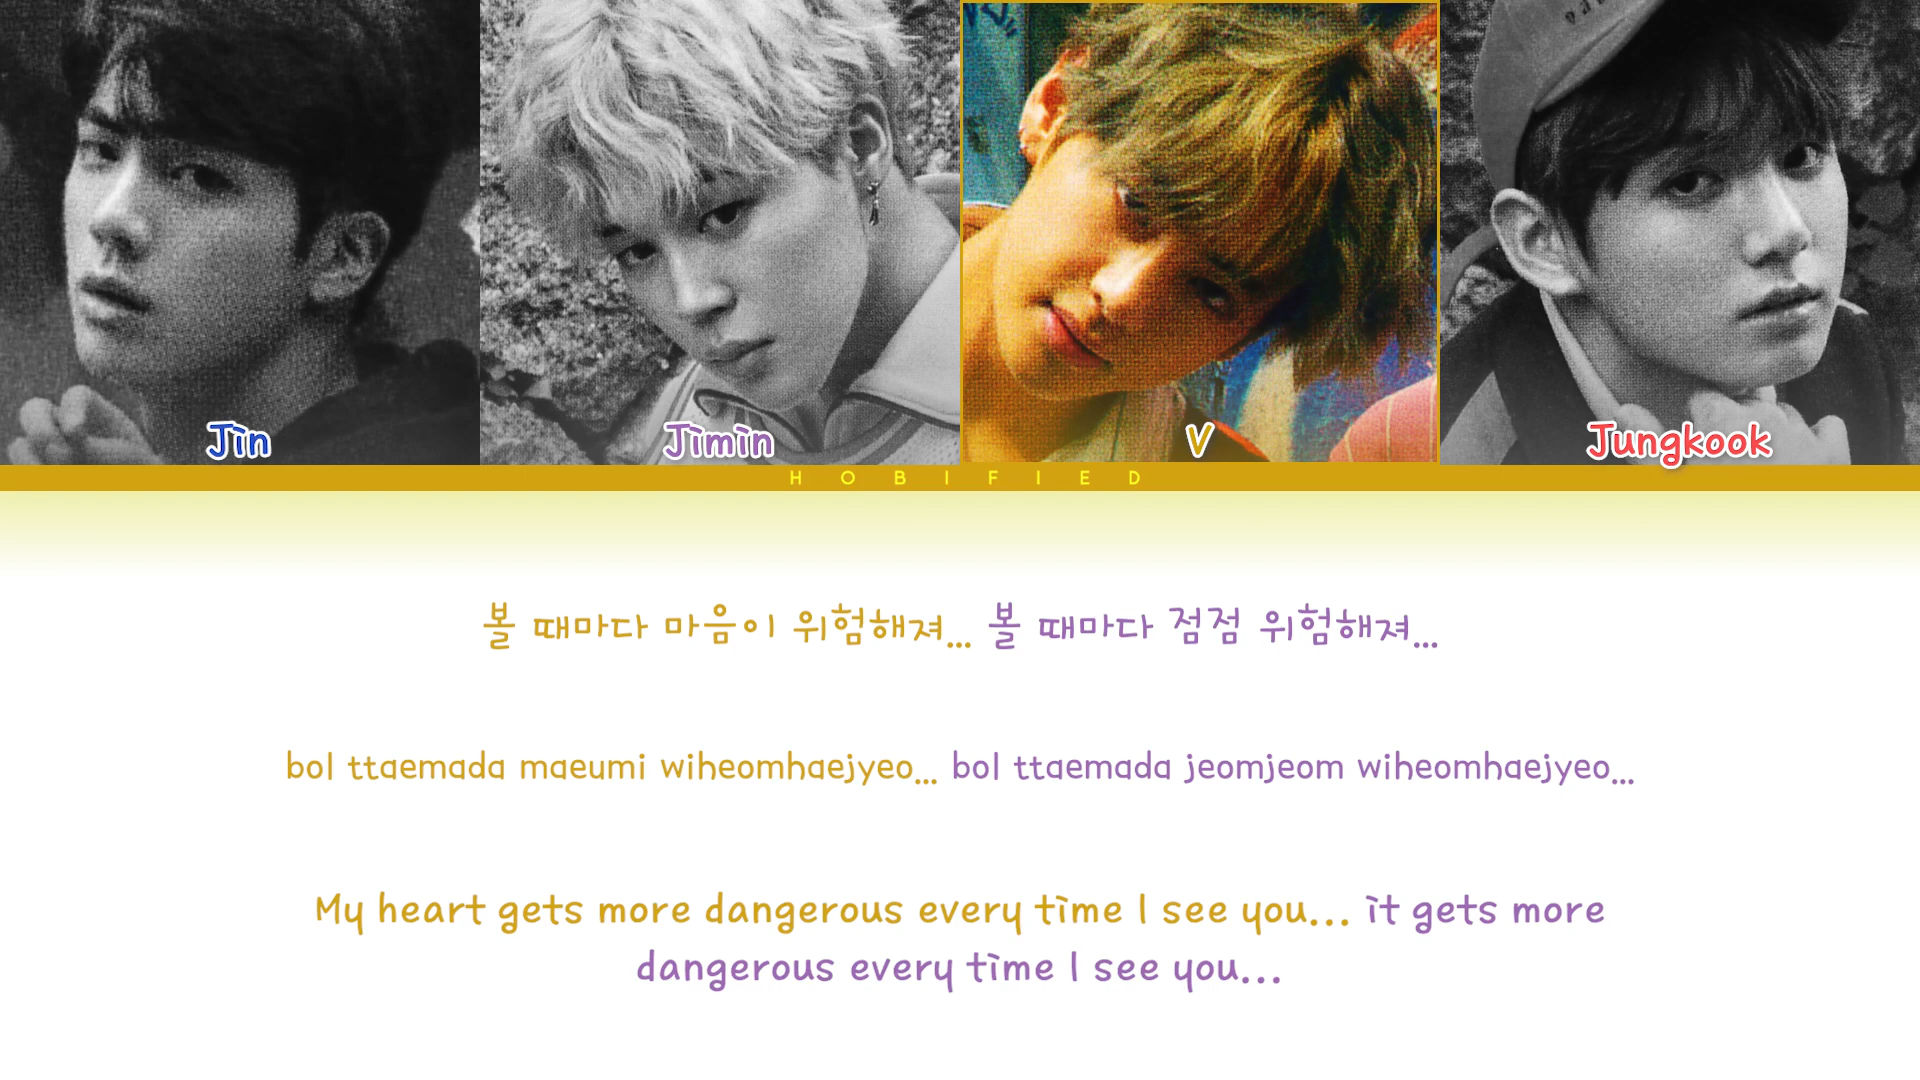 Jin
Jimin
V
Jungkook
HOBIFIED
볼 때마다 마음이 위험해져... 볼 때마다 점점 위험해져...
bol ttaemada maeumi wiheomhaejyeo... bol ttaemada jeomjeom wiheomhaejyeo...
My heart gets more dangerous every time I see you... it gets more
dangerous every time I see you...